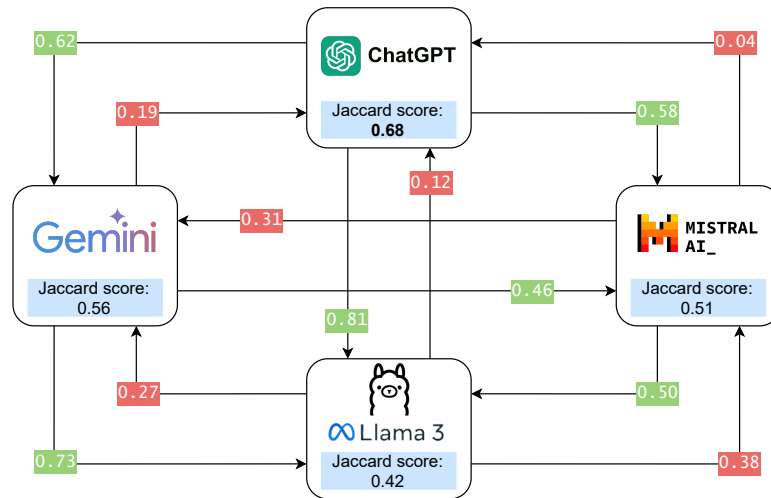 0.62
ChatGPT
0.04
Jaccard score:
0.68
0.19
0.58
0.12
Gemini
0.31
MISTRAL
AI_
Jaccard score:
0.56
0.46
Jaccard score:
0.51
0.81
0.27
0.50
Llama 3
0.73
Jaccard score:
0.42
0.38